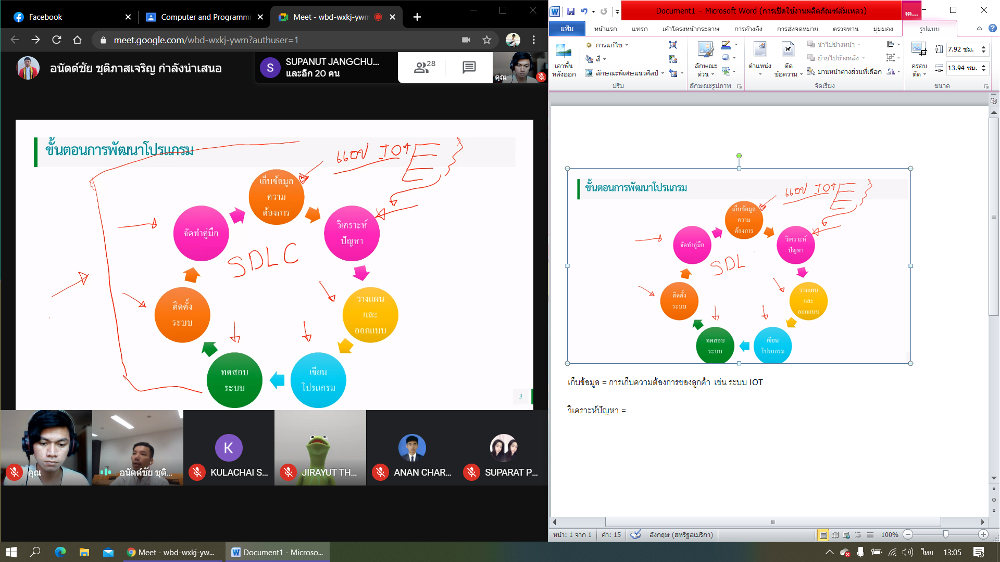 Facebook
Computer and Programmi
Meet - wbd-wxkj-ywm
meet.google.com/wbd-wxkj-ywm?authuser=1
อนัตต์ชัย ชุติภาสเจริญ กำลังนำเสนอ
S
SUPANUT JANGCHU...
และอีก 20 คน
28
คุณ
ขั้นตอนการพัฒนาโปรแกรม
แอป IOT
เก็บข้อมูล
ความ
ต้องการ
วิเคราะห์
ปัญหา
จัดทำคู่มือ
SDLC
วางแผน
และ
ออกแบบ
ติดตั้ง
ระบบ
ทดสอบ
ระบบ
เขียน
โปรแกรม
3
คุณ
อนัตต์ชัย ชุติ...
K
KULACHAI S...
JIRAYUT TH...
ANAN CHAR...
SUPARAT P...
Document1 - Microsoft Word (การเปิดใช้งานผลิตภัณฑ์ล้มเหลว)
เค...
แฟ้ม
หน้าแรก
แทรก
เค้าโครงหน้ากระดาษ
การอ้างอิง
การส่งจดหมาย
ตรวจทาน
มุมมอง
รูปแบบ
เอาพื้น
หลังออก
การแก้ไข
สี
ลักษณะพิเศษแนวศิลป์
ปรับ
ลักษณะ
ด่วน
ลักษณะรูปภาพ
ตำแหน่ง
ตัด
ข้อความ
นำไปข้างหน้า
ย้ายไปข้างหลัง
บานหน้าต่างส่วนที่เลือก
จัดเรียง
ครอบ
ตัด
7.92 ซม.
13.94 ซม.
ขนาด
ขั้นตอนการพัฒนาโปรแกรม
แอป IOT
เก็บข้อมูล
ความ
ต้องการ
วิเคราะห์
ปัญหา
จัดทำคู่มือ
SDL
วางแผน
และ
ออกแบบ
ติดตั้ง
ระบบ
ทดสอบ
ระบบ
เขียน
โปรแกรม
เก็บข้อมูล = การเก็บความต้องการของลูกค้า เช่น ระบบ IOT
วิเคราะห์ปัญหา =
หน้า: 1 จาก 1
คำ: 15
อังกฤษ (สหรัฐอเมริกา)
100%
Meet - wbd-wxkj-yw...
Document1 - Microso...
ไทย
13:05